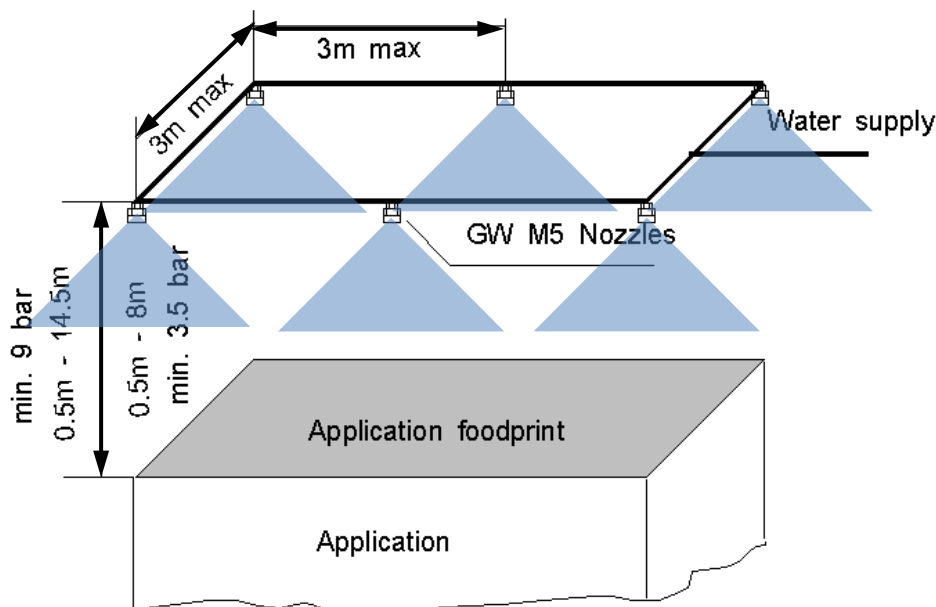 3m max
3m max
Water supply
GW M5 Nozzles
min. 9 bar
0.5m - 14.5m
0.5m - 8m
min. 3.5 bar
Application foodprint
Application